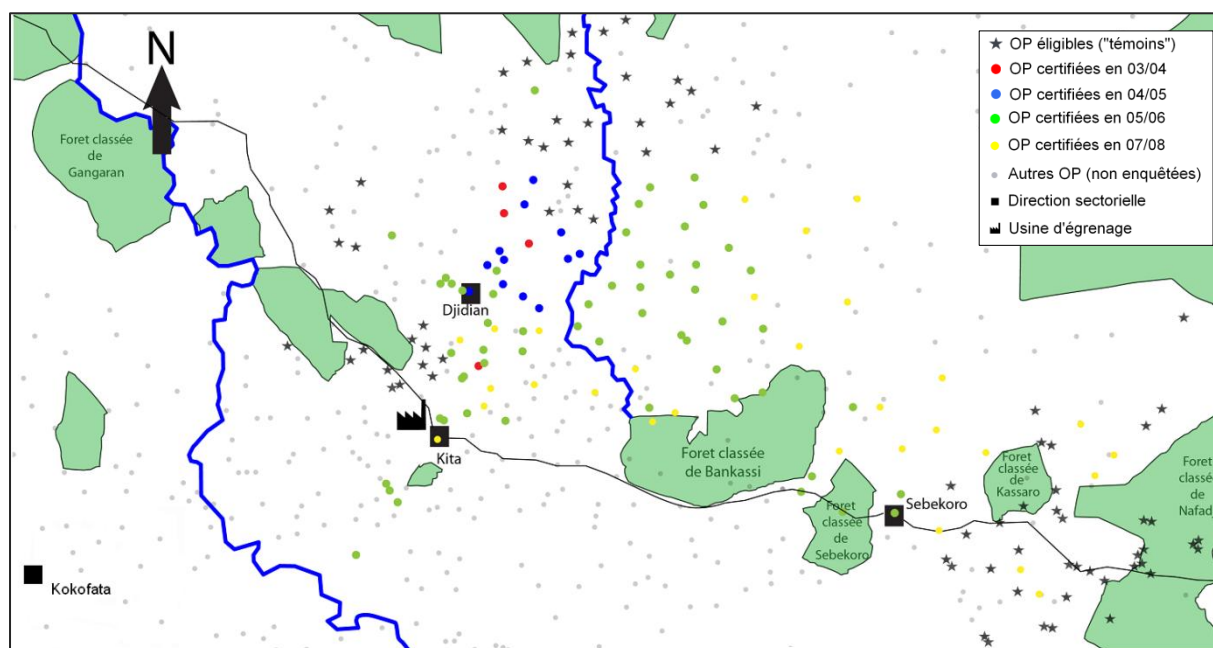 N
Foret classée
de
Gangaran
OP éligibles ("témoins")
OP certifiées en 03/04
OP certifiées en 04/05
OP certifiées en 05/06
OP certifiées en 07/08
Autres OP (non enquêtées)
Direction sectorielle
Usine d'égrenage
Djidian
Kita
Foret classée
de Bankassi
Foret
classée
de
Sebekoro
Sebekoro
Foret
classée
de
Kassaro
Foret
classé
de
Nafadj
Kokofata